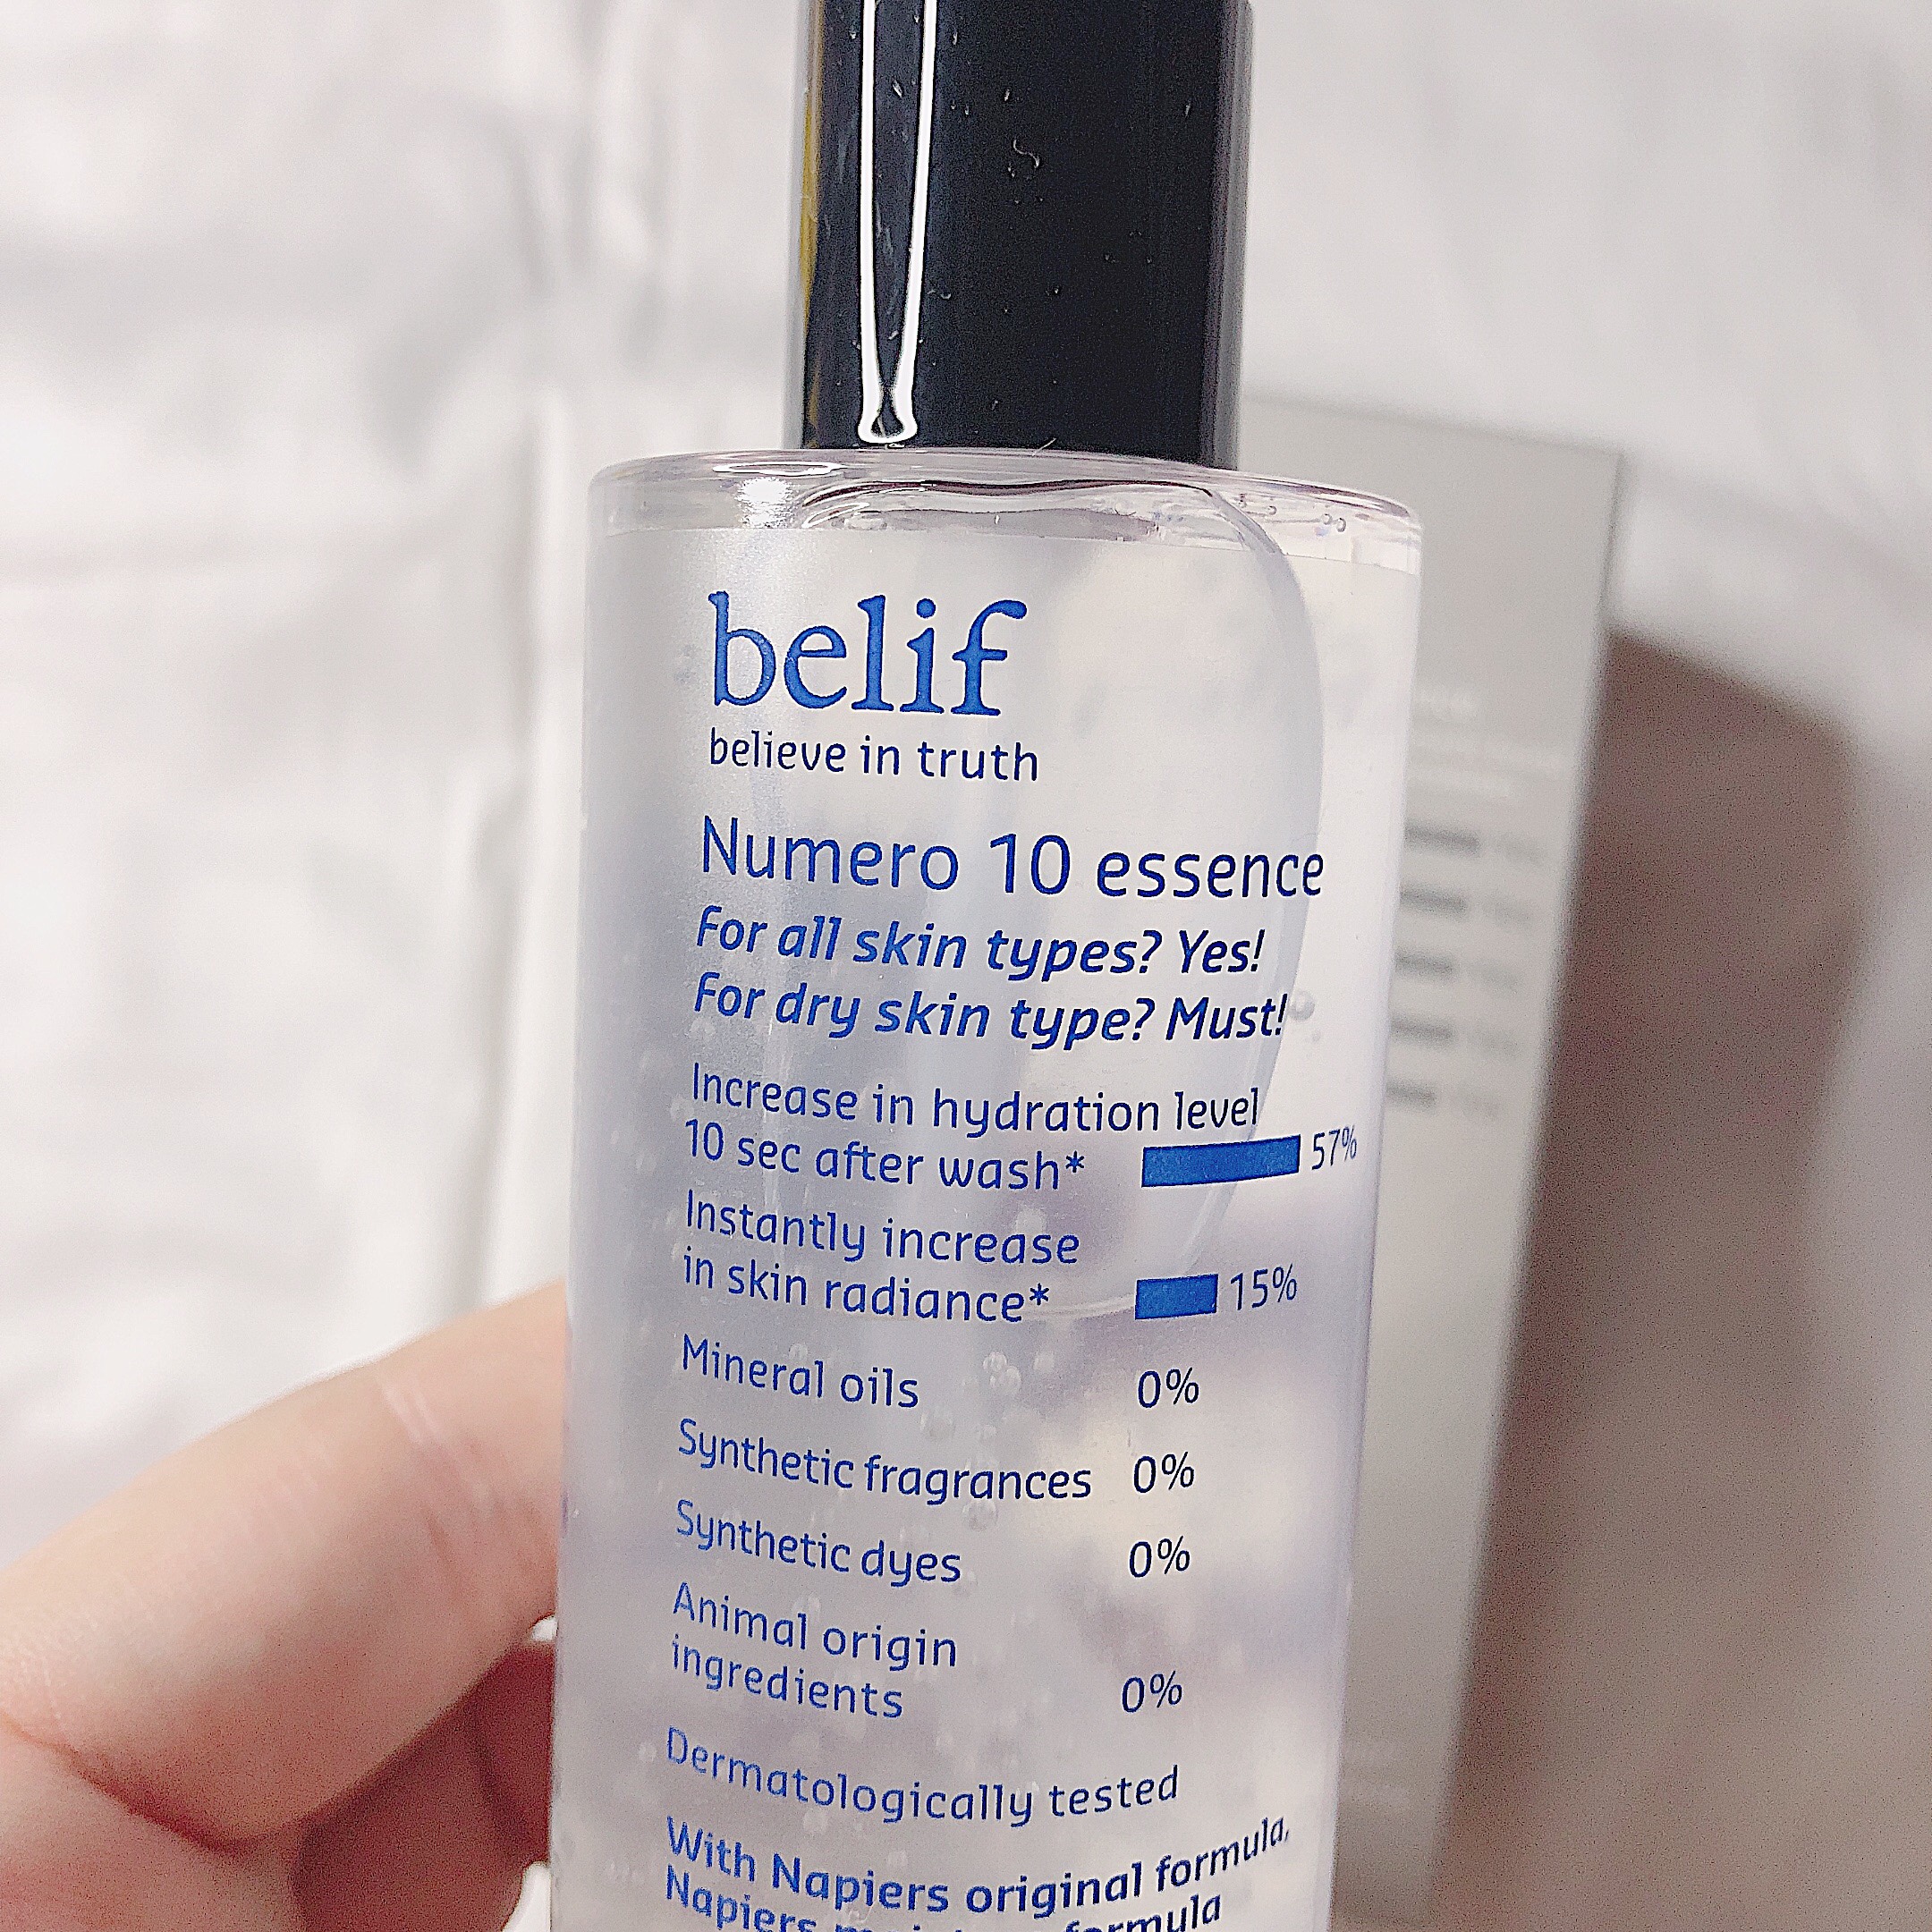 belif
believe in truth
Numero 10 essence
For all skin types? Yes!
For dry skin type? Must!
Increase in hydration level
10 sec after wash* 57%
Instantly increase
in skin radiance* 15%
Mineral oils 0%
Synthetic fragrances 0%
Synthetic dyes 0%
Animal origin
ingredients 0%
Dermatologically tested
With Napiers original formula,
Napiers formula